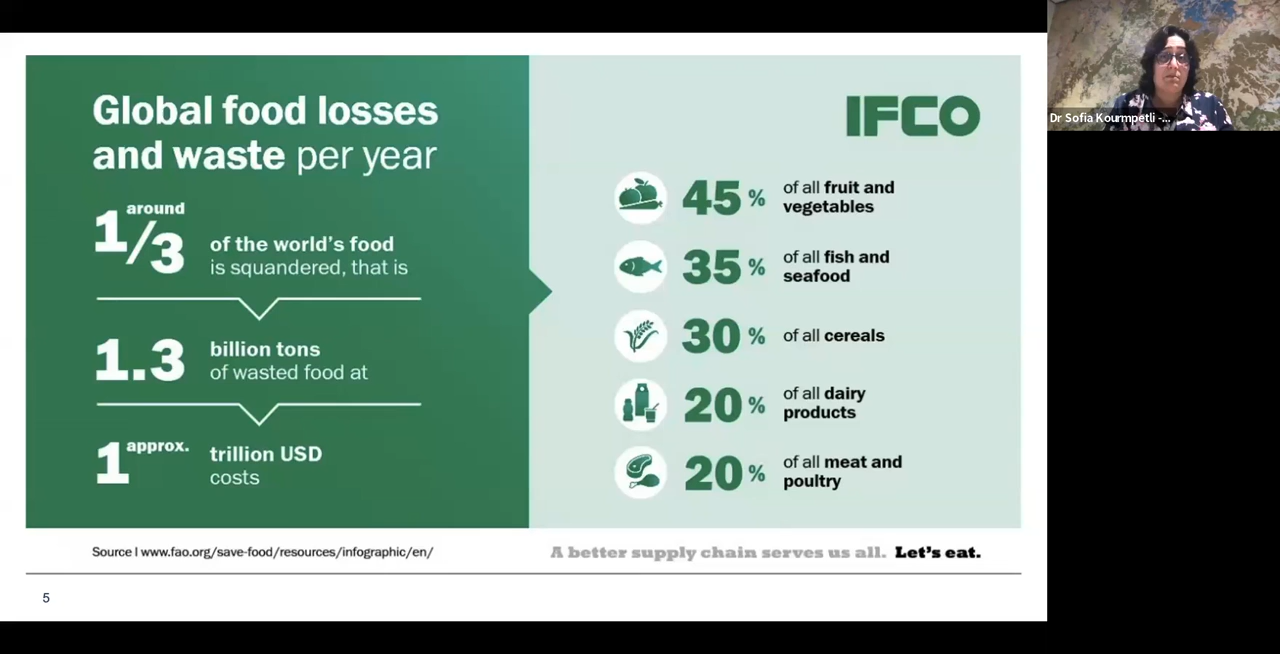 Global food losses
and waste per year
around
1/3
of the world's food
is squandered, that is
1.3
billion tons
of wasted food at
approx.
1
trillion USD
costs
IFCO
45 %
of all fruit and
vegetables
35 %
of all fish and
seafood
30 %
of all cereals
20 %
of all dairy
products
20 %
of all meat and
poultry
Source | www.fao.org/save-food/resources/infographic/en/
A better supply chain serves us all. Let's eat.
5
Dr Sofia Kourmpetli -...